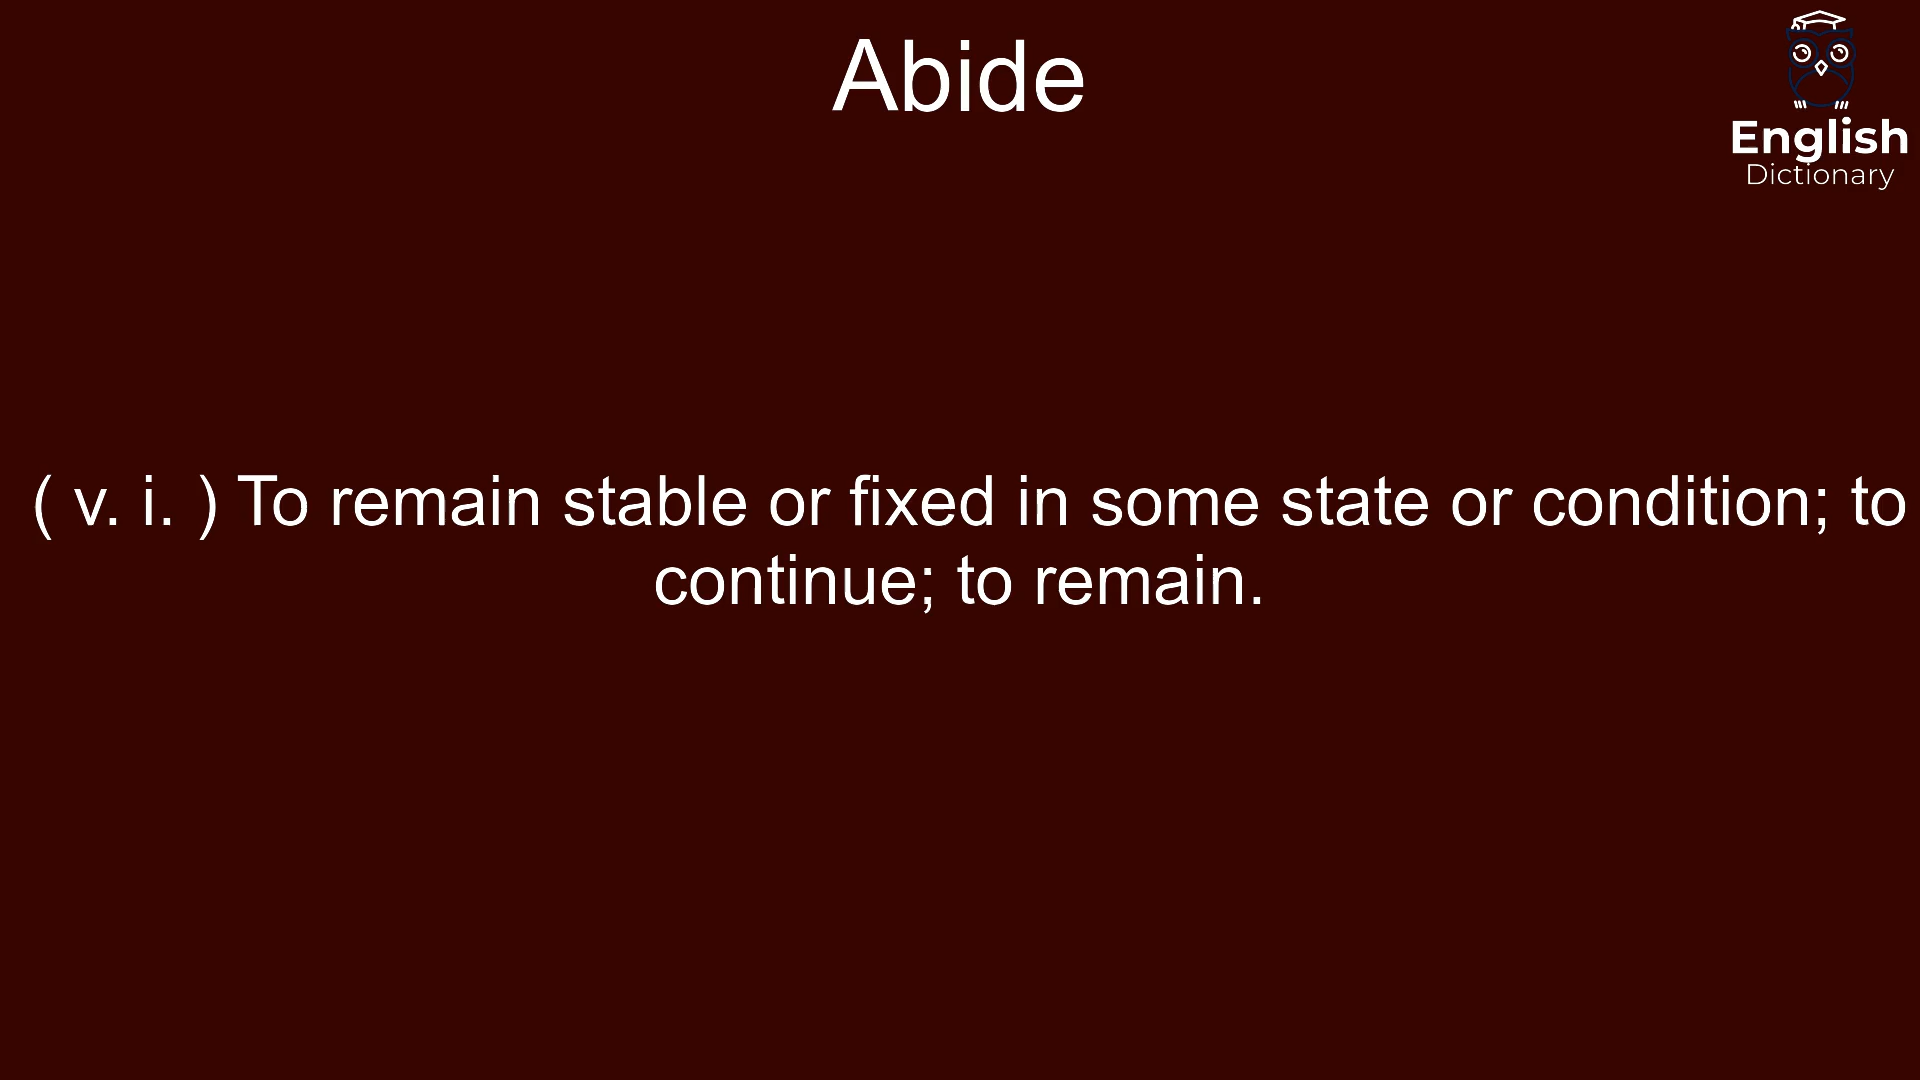 Abide
English
Dictionary
( v. i. ) To remain stable or fixed in some state or condition; to
continue; to remain.